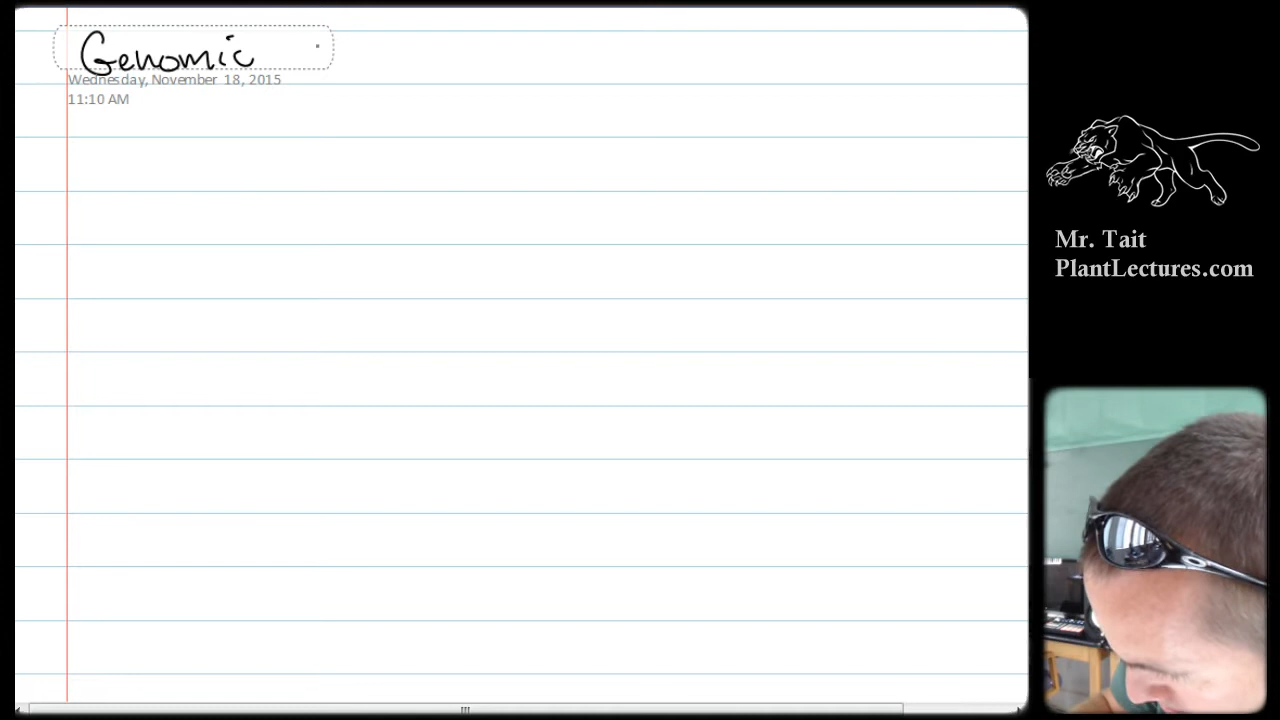 Genomic
Wednesday, November 18, 2015
11:10 AM
Mr. Tait
PlantLectures.com